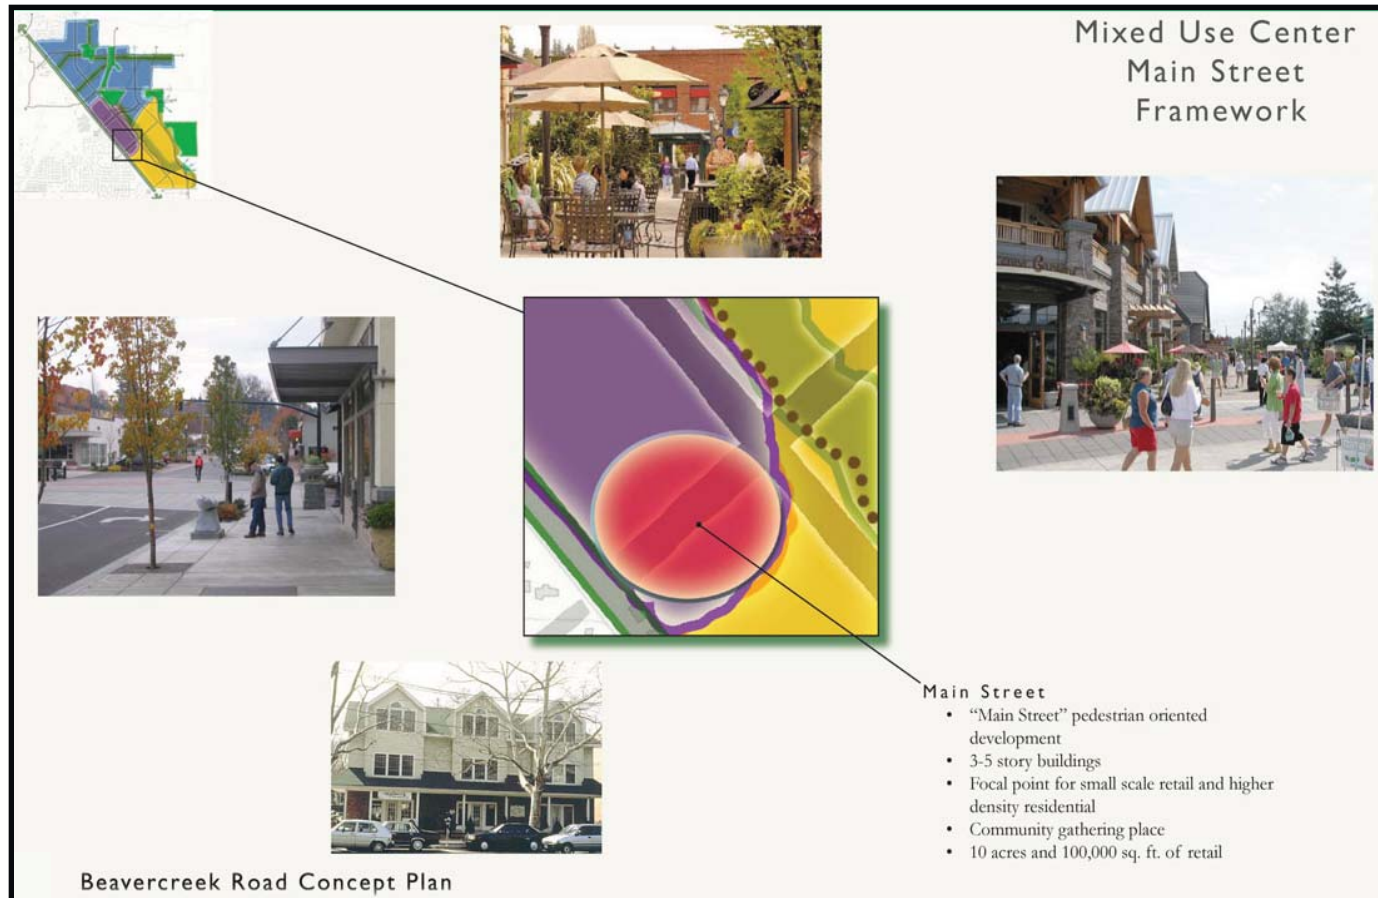 Mixed Use Center
Main Street
Framework
Main Street
• “Main Street” pedestrian oriented
development
• 3-5 story buildings
• Focal point for small scale retail and higher
density residential
• Community gathering place
• 10 acres and 100,000 sq. ft. of retail
Beavercreek Road Concept Plan